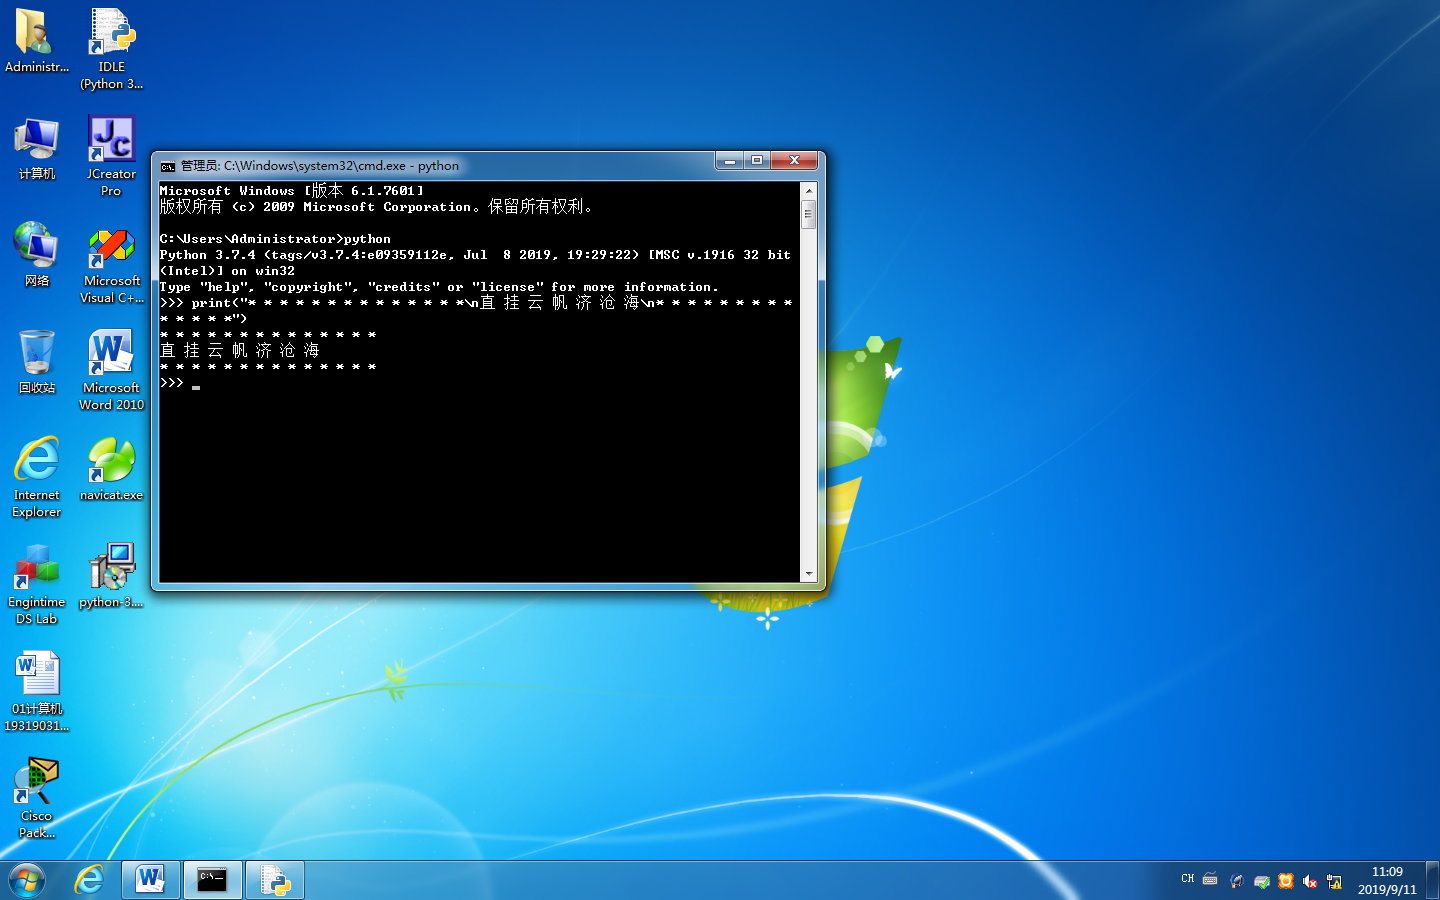 Administr...
IDLE
(Python 3...
计算机
JCreator
Pro
网络
Microsoft
Visual C+...
回收站
Microsoft
Word 2010
Internet
Explorer
navicat.exe
Engintime
DS Lab
python-3....
01计算机
19319031...
Cisco
Pack...
管理员: C:\Windows\system32\cmd.exe - python
Microsoft Windows [版本 6.1.7601]
版权所有 (c) 2009 Microsoft Corporation。保留所有权利。
C:\Users\Administrator>python
Python 3.7.4 (tags/v3.7.4:e09359112e, Jul  8 2019, 19:29:22) [MSC v.1916 32 bit
(Intel)] on win32
Type "help", "copyright", "credits" or "license" for more information.
>>> print("* * * * * * * * * * * * * *\n直 挂 云 帆 济 沧 海\n* * * * * * * * *
* * * * *")
* * * * * * * * * * * * * *
直 挂 云 帆 济 沧 海
* * * * * * * * * * * * * *
>>> _
CH
11:09
2019/9/11